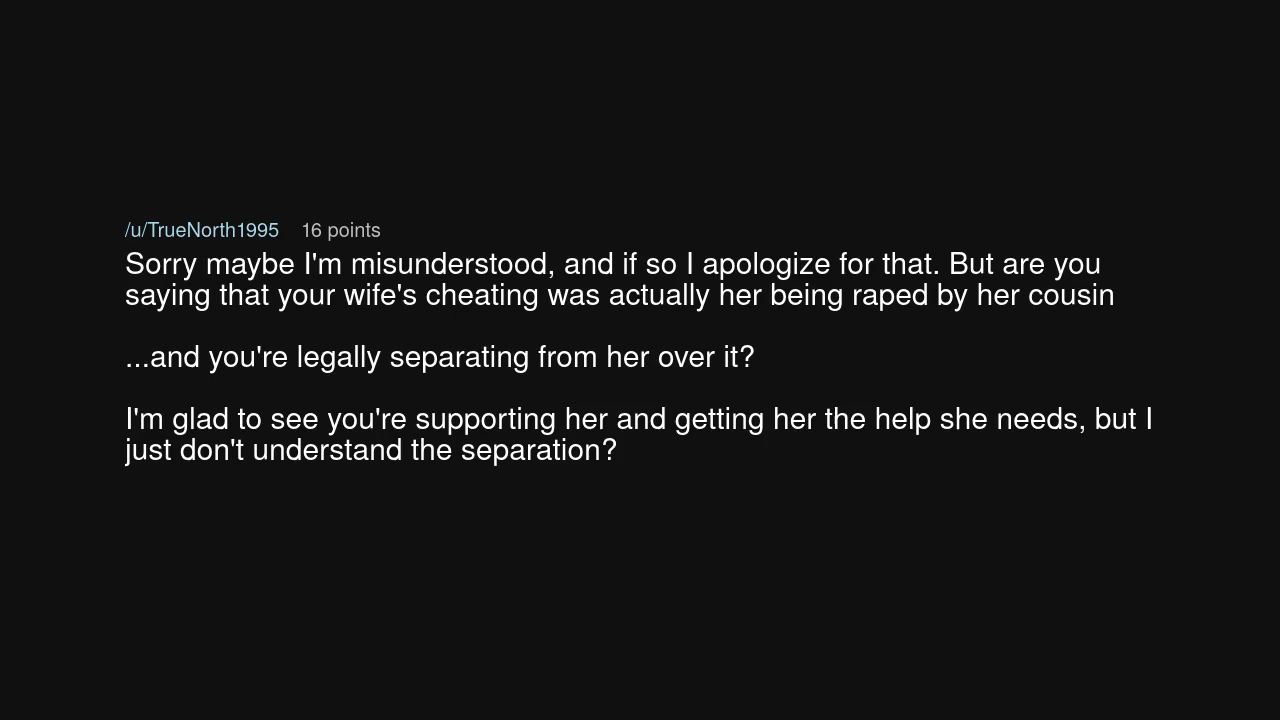 /u/TrueNorth1995 16 points
Sorry maybe I'm misunderstood, and if so I apologize for that. But are you
saying that your wife's cheating was actually her being raped by her cousin
...and you're legally separating from her over it?
I'm glad to see you're supporting her and getting her the help she needs, but I
just don't understand the separation?